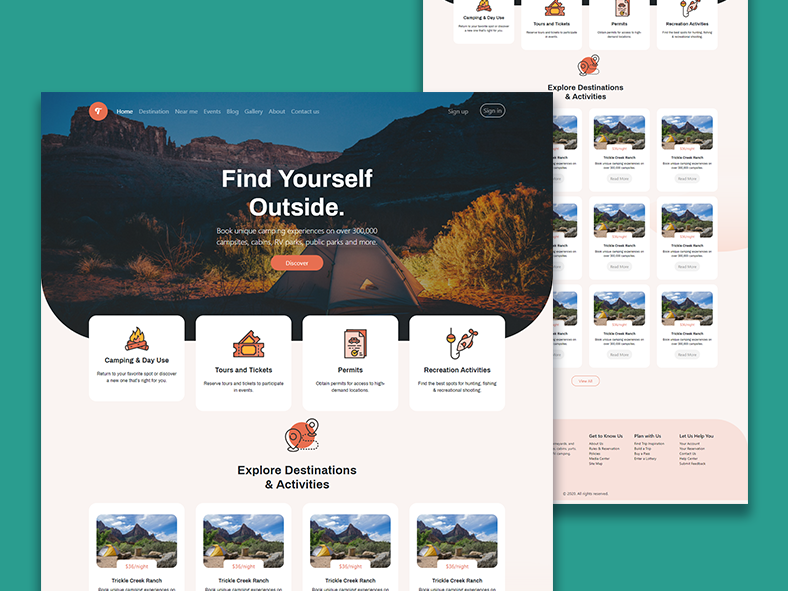 Home Destination Near me Events Blog Gallery About Contact us
Sign up Sign in
Find Yourself
Outside.
Book unique camping experiences on over 300,000
campsites, cabins, RV parks, public parks and more.
Discover
Camping & Day Use
Return to your favorite spot or discover
a new one that's right for you.
Tours and Tickets
Reserve tours and tickets to participate
in events.
Permits
Obtain permits for access to high-
demand locations.
Recreation Activities
Find the best spots for hunting, fishing
& recreational shooting.
Explore Destinations
& Activities
$35/night
Trickle Creek Ranch
Book unique camping experiences on
$35/night
Trickle Creek Ranch
Book unique camping experiences on
$35/night
Trickle Creek Ranch
Book unique camping experiences on
$35/night
Trickle Creek Ranch
Book unique camping experiences on
Camping & Day Use
Return to your favorite spot or discover
a new one that's right for you.
Tours and Tickets
Reserve tours and tickets to participate
in events.
Permits
Obtain permits for access to high-
demand locations.
Recreation Activities
Find the best spots for hunting, fishing
& recreational shooting.
Explore Destinations
& Activities
Trickle Creek Ranch
Book unique camping experiences on
over 300,000 campsites
Read More
Trickle Creek Ranch
Book unique camping experiences on
over 300,000 campsites
Read More
Trickle Creek Ranch
Book unique camping experiences on
over 300,000 campsites
Read More
Trickle Creek Ranch
Book unique camping experiences on
over 300,000 campsites
Read More
Trickle Creek Ranch
Book unique camping experiences on
over 300,000 campsites
Read More
Trickle Creek Ranch
Book unique camping experiences on
over 300,000 campsites
Read More
View All
Get to Know Us
About Us
Rules & Reservation
Policies
Media Center
Site Map
Plan with Us
Find Trip Inspiration
Build a Trip
Buy a Pass
Enter a Lottery
Let Us Help You
Your Account
Your Reservation
Contact Us
Help Center
Submit Feedback
© 2020. All rights reserved.